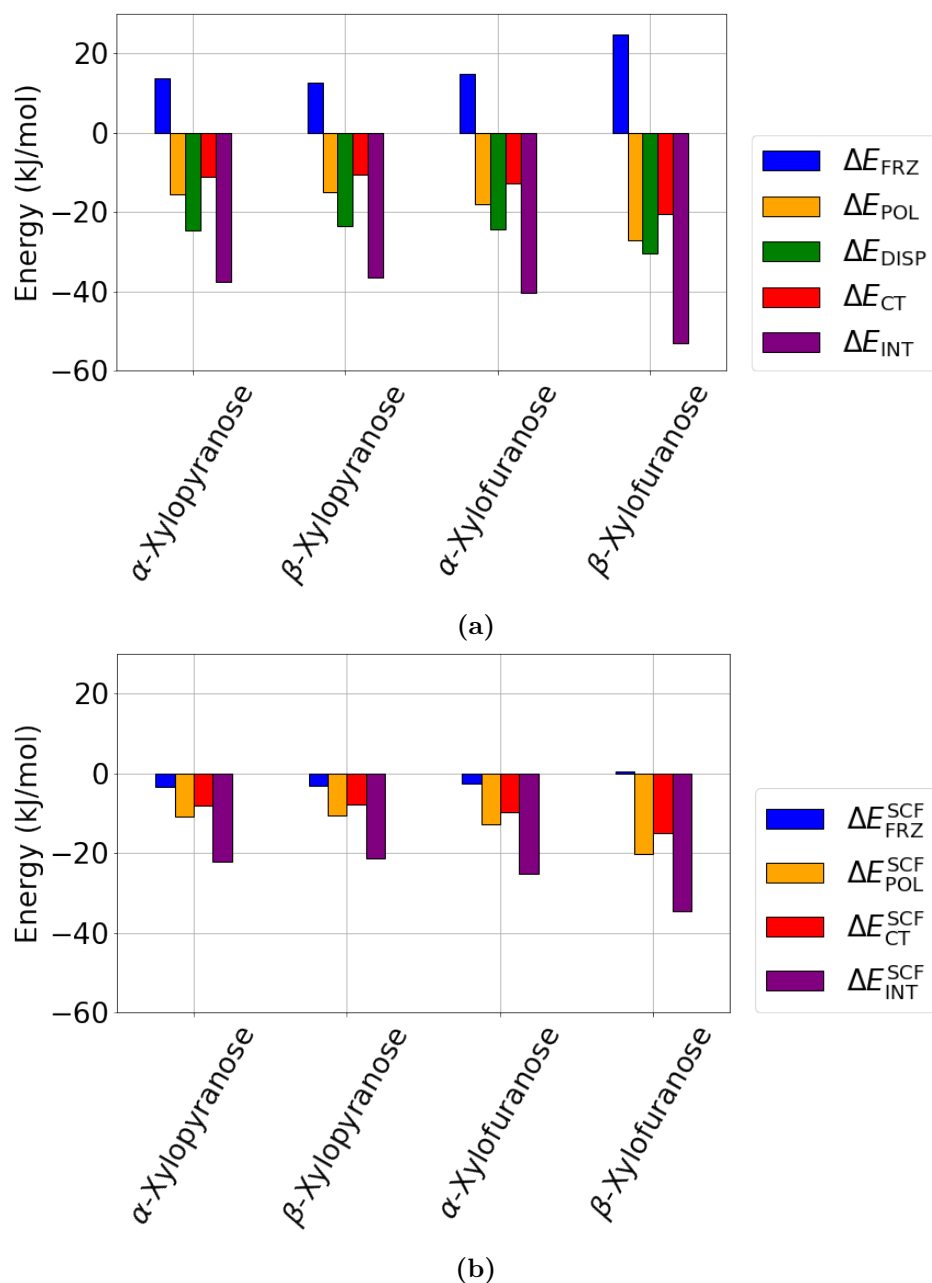 20
0
−20
−40
−60
Energy (kJ/mol)
α-Xylopyranose
β-Xylopyranose
α-Xylofuranose
β-Xylofuranose
ΔE_FRZ
ΔE_POL
ΔE_DISP
ΔE_CT
ΔE_INT
(a)
20
0
−20
−40
−60
Energy (kJ/mol)
α-Xylopyranose
β-Xylopyranose
α-Xylofuranose
β-Xylofuranose
ΔE^SCF_FRZ
ΔE^SCF_POL
ΔE^SCF_CT
ΔE^SCF_INT
(b)